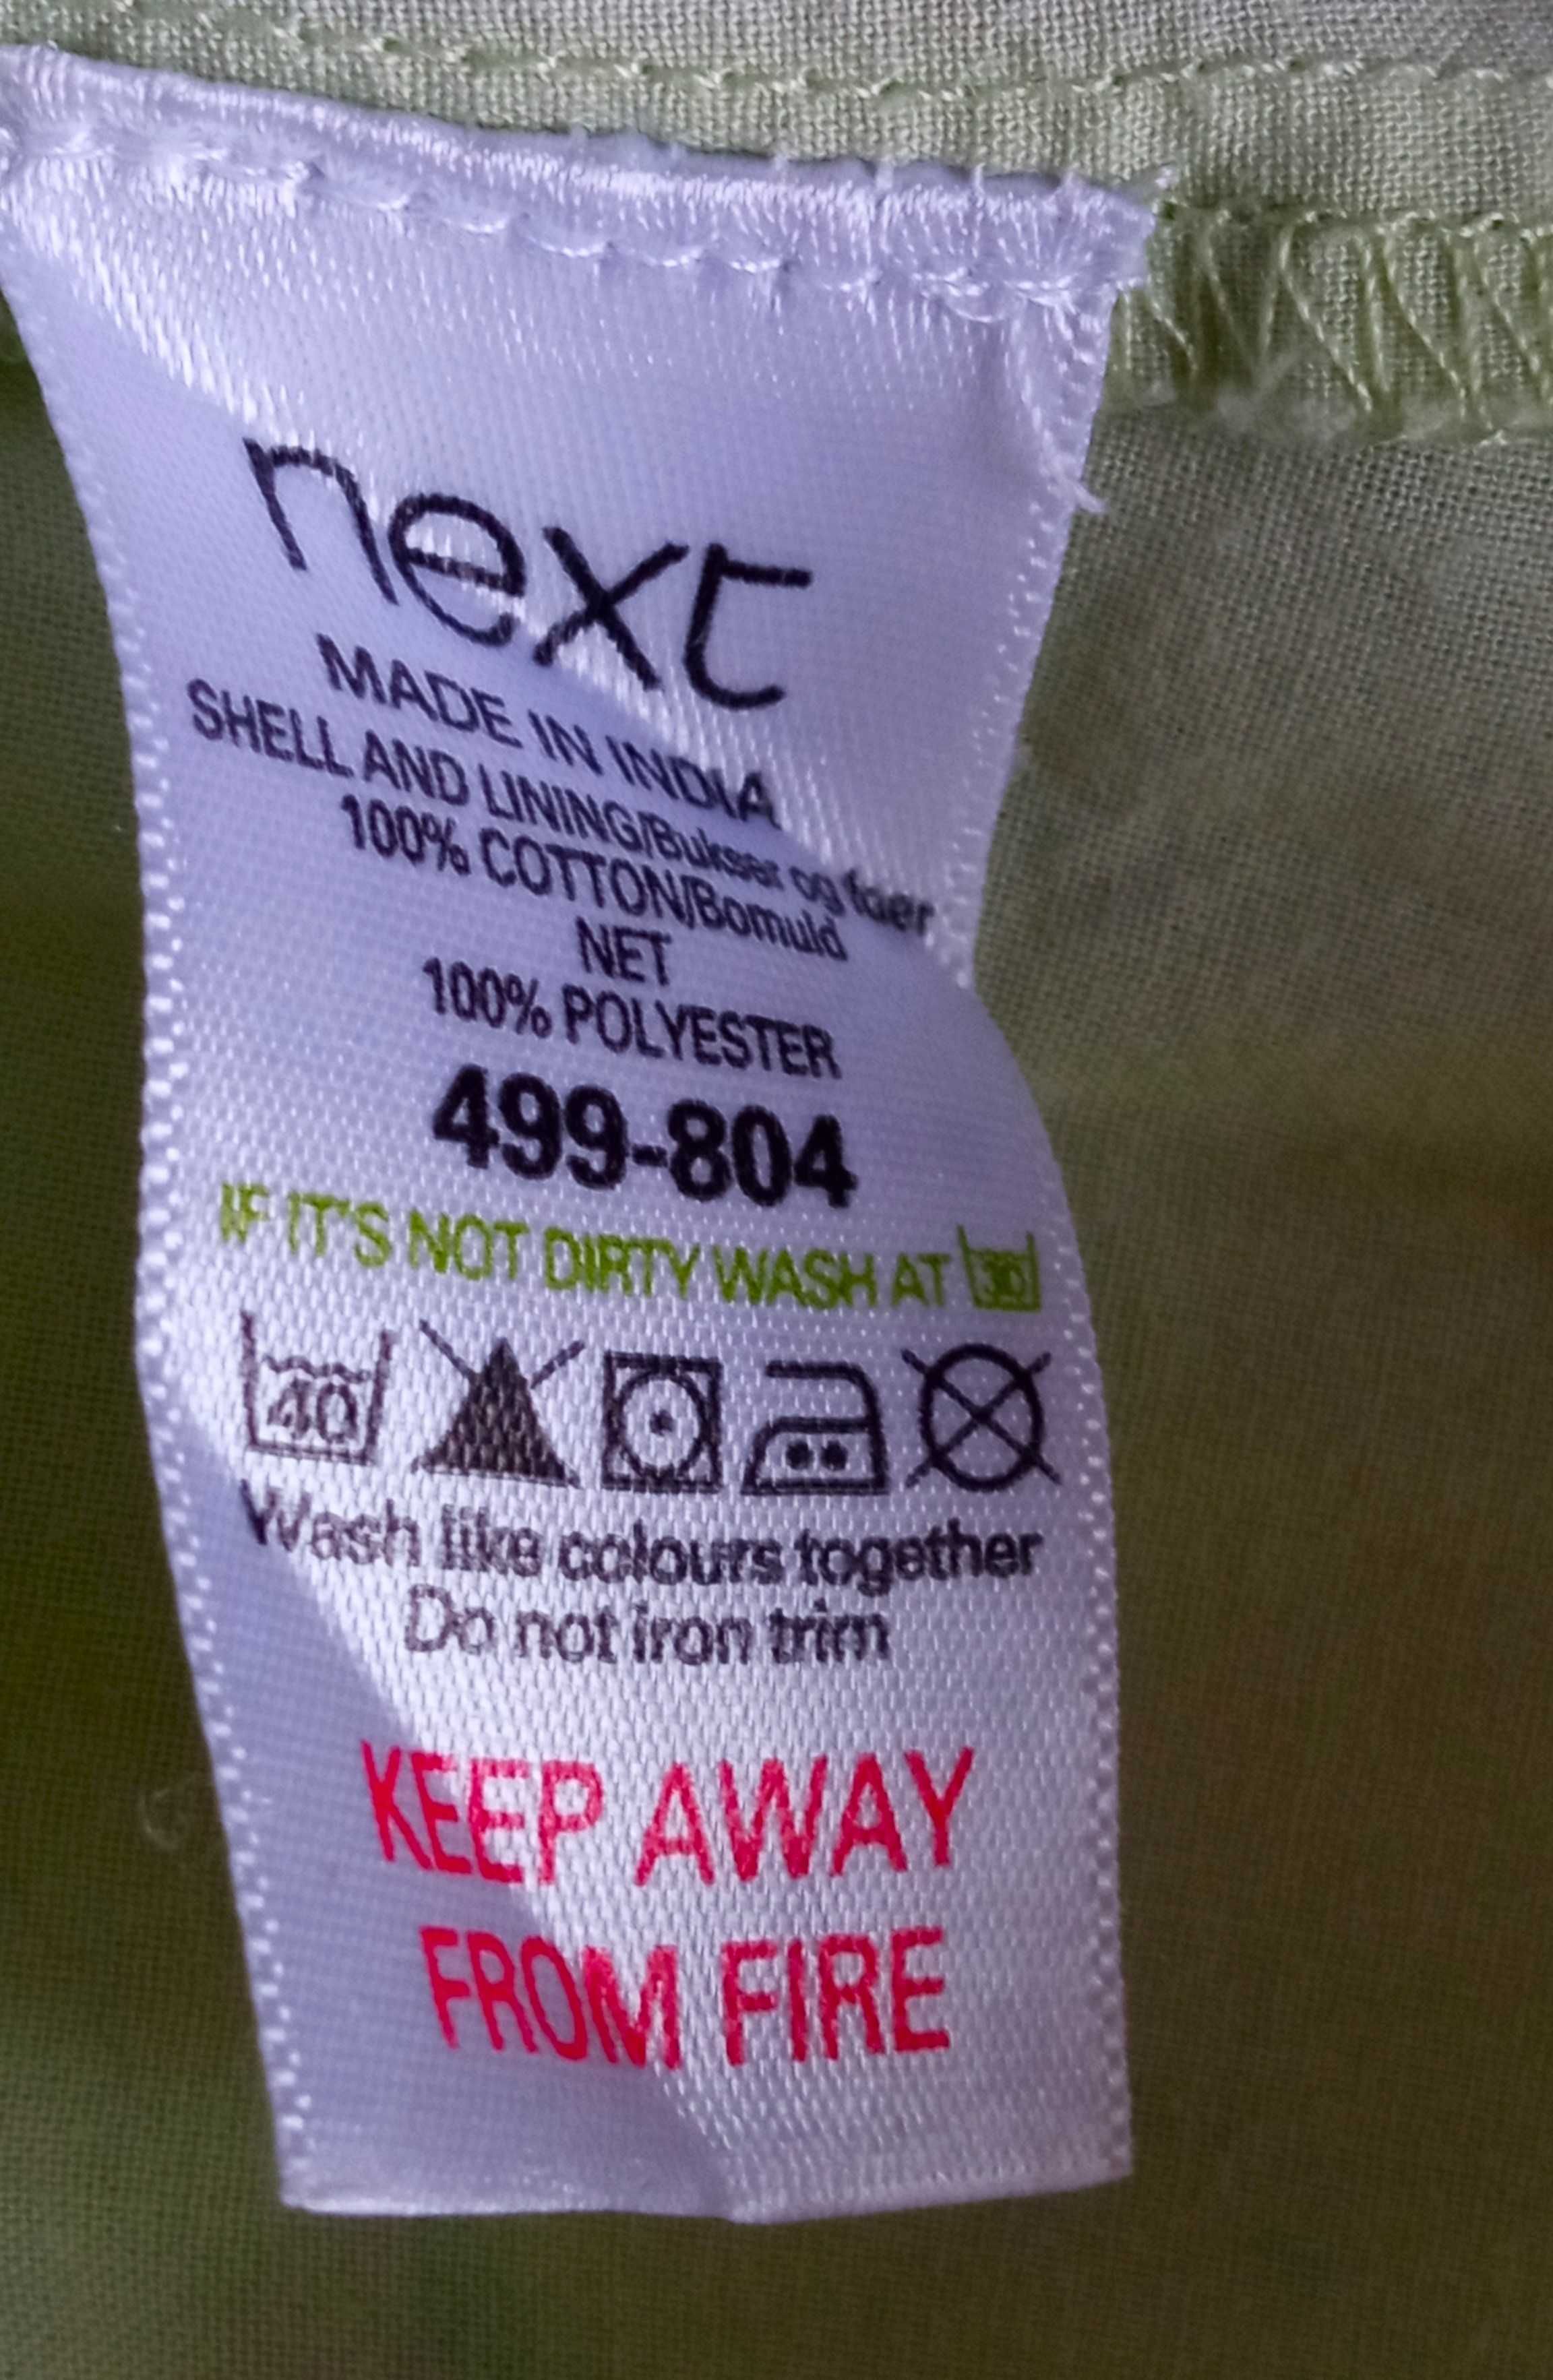 next
MADE IN INDIA
SHELL AND LINING/Bukser og foer
100% COTTON/Bomuld
NET
100% POLYESTER
499-804
IF IT'S NOT DIRTY WASH AT 30
40
Wash like colours together
Do not iron trim
KEEP AWAY
FROM FIRE